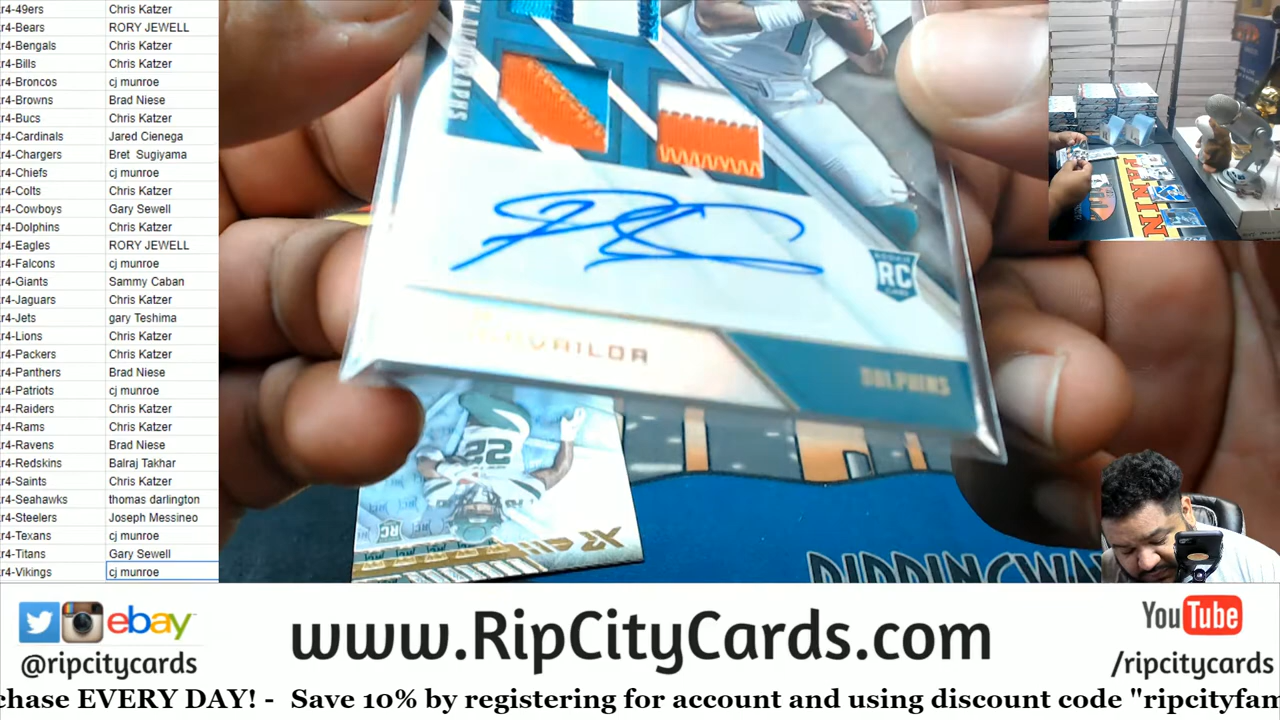 r4-49ers Chris Katzer
r4-Bears RORY JEWELL
r4-Bengals Chris Katzer
r4-Bills Chris Katzer
r4-Broncos cj munroe
r4-Browns Brad Niese
r4-Bucs Chris Katzer
r4-Cardinals Jared Cienega
r4-Chargers Bret Sugiyama
r4-Chiefs cj munroe
r4-Colts Chris Katzer
r4-Cowboys Gary Sewell
r4-Dolphins Chris Katzer
r4-Eagles RORY JEWELL
r4-Falcons cj munroe
r4-Giants Sammy Caban
r4-Jaguars Chris Katzer
r4-Jets gary Teshima
r4-Lions Chris Katzer
r4-Packers Chris Katzer
r4-Panthers Brad Niese
r4-Patriots cj munroe
r4-Raiders Chris Katzer
r4-Rams Chris Katzer
r4-Ravens Brad Niese
r4-Redskins Balraj Takhar
r4-Saints Chris Katzer
r4-Seahawks thomas darlington
r4-Steelers Joseph Messineo
r4-Texans cj munroe
r4-Titans Gary Sewell
r4-Vikings cj munroe
ROOKIE
RC
CARD
DOLPHINS
22
RC
XR
PANINI
ebay
@ripcitycards
www.RipCityCards.com
YouTube
/ripcitycards
chase EVERY DAY! - Save 10% by registering for account and using discount code "ripcityfam